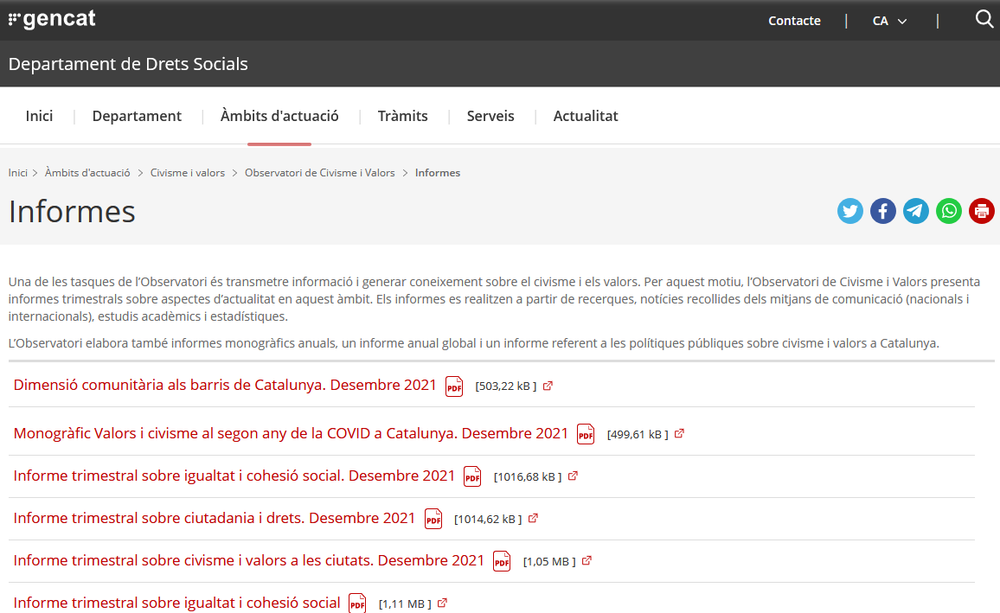 gencat
Contacte | CA |
Departament de Drets Socials
Inici | Departament | Àmbits d'actuació | Tràmits | Serveis | Actualitat
Inici > Àmbits d'actuació > Civisme i valors > Observatori de Civisme i Valors > Informes
Informes
Una de les tasques de l’Observatori és transmetre informació i generar coneixement sobre el civisme i els valors. Per aquest motiu, l’Observatori de Civisme i Valors presenta
informes trimestrals sobre aspectes d’actualitat en aquest àmbit. Els informes es realitzen a partir de recerques, notícies recollides dels mitjans de comunicació (nacionals i
internacionals), estudis acadèmics i estadístiques.
L’Observatori elabora també informes monogràfics anuals, un informe anual global i un informe referent a les polítiques públiques sobre civisme i valors a Catalunya.
Dimensió comunitària als barris de Catalunya. Desembre 2021 PDF [503,22 kB ]
Monogràfic Valors i civisme al segon any de la COVID a Catalunya. Desembre 2021 PDF [499,61 kB ]
Informe trimestral sobre igualtat i cohesió social. Desembre 2021 PDF [1016,68 kB ]
Informe trimestral sobre ciutadania i drets. Desembre 2021 PDF [1014,62 kB ]
Informe trimestral sobre civisme i valors a les ciutats. Desembre 2021 PDF [1,05 MB ]
Informe trimestral sobre igualtat i cohesió social PDF [1,11 MB ]